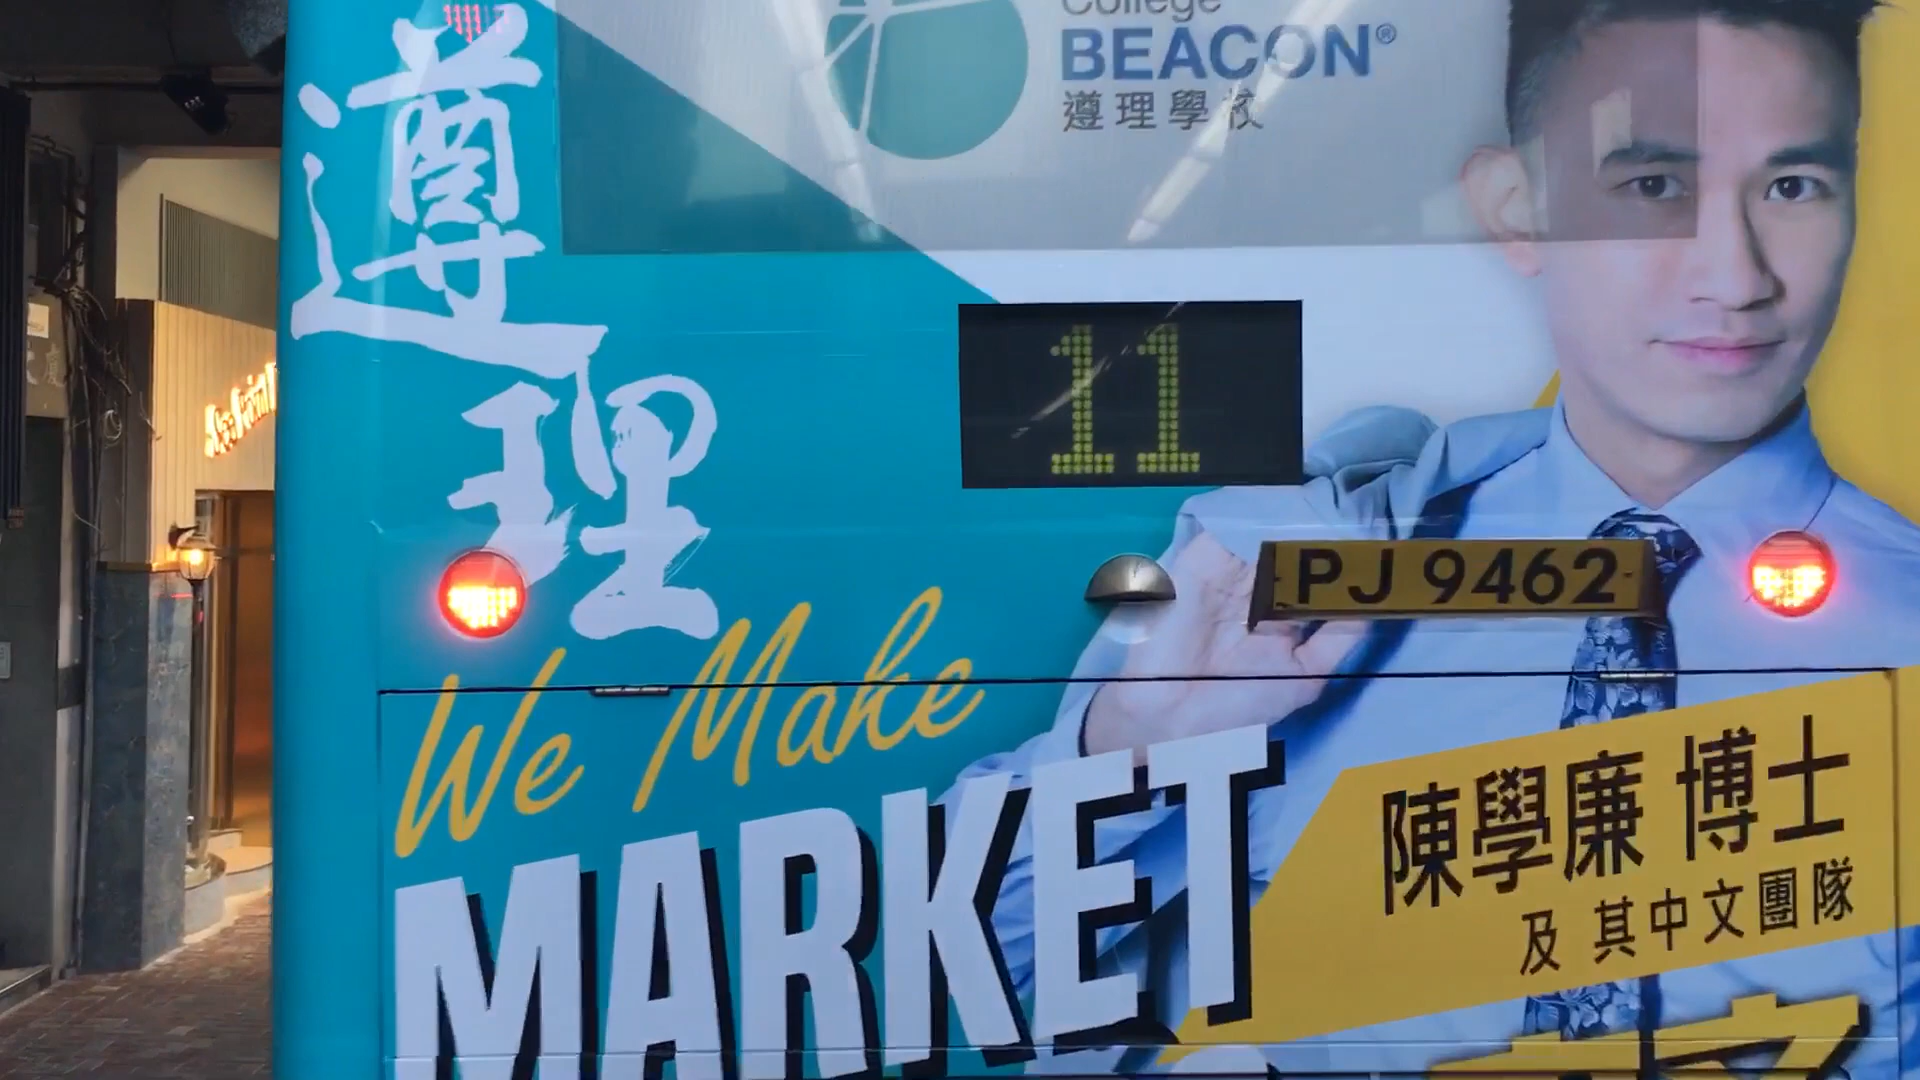 College
BEACON®
遵理學校
遵理
11
PJ 9462
We Make
MARKET
陳學廉 博士
及 其中文團隊